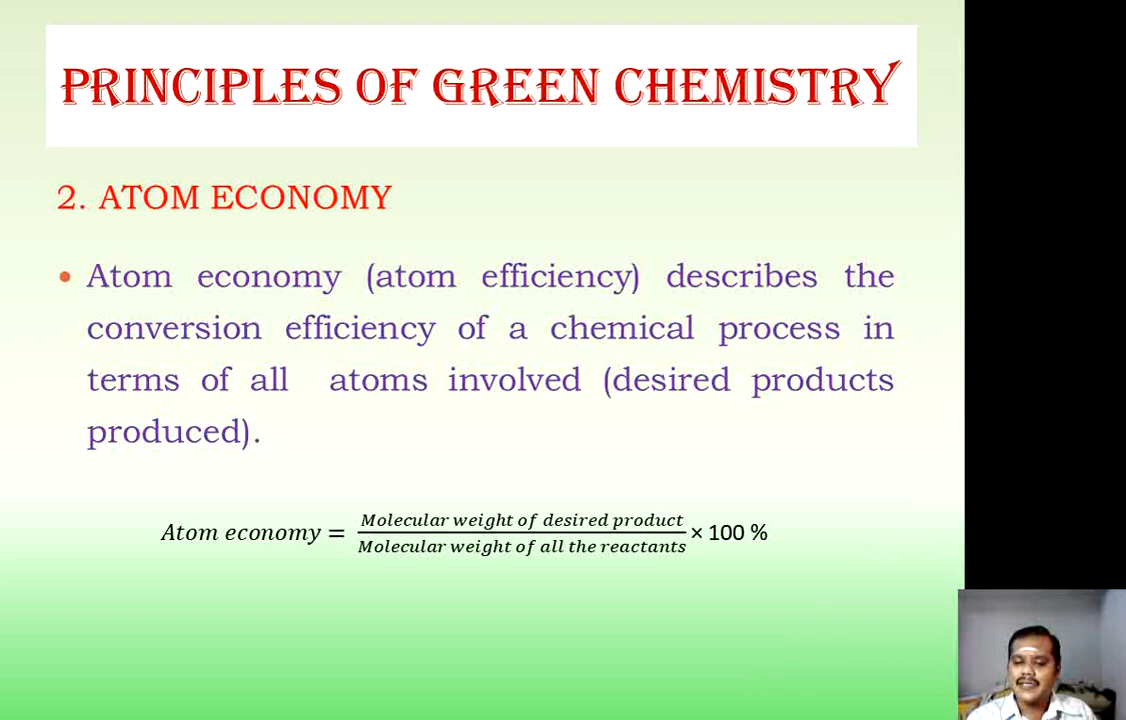 PRINCIPLES OF GREEN CHEMISTRY
2. ATOM ECONOMY
• Atom economy (atom efficiency) describes the
conversion efficiency of a chemical process in
terms of all atoms involved (desired products
produced).
Atom economy = Molecular weight of desired product / Molecular weight of all the reactants × 100 %